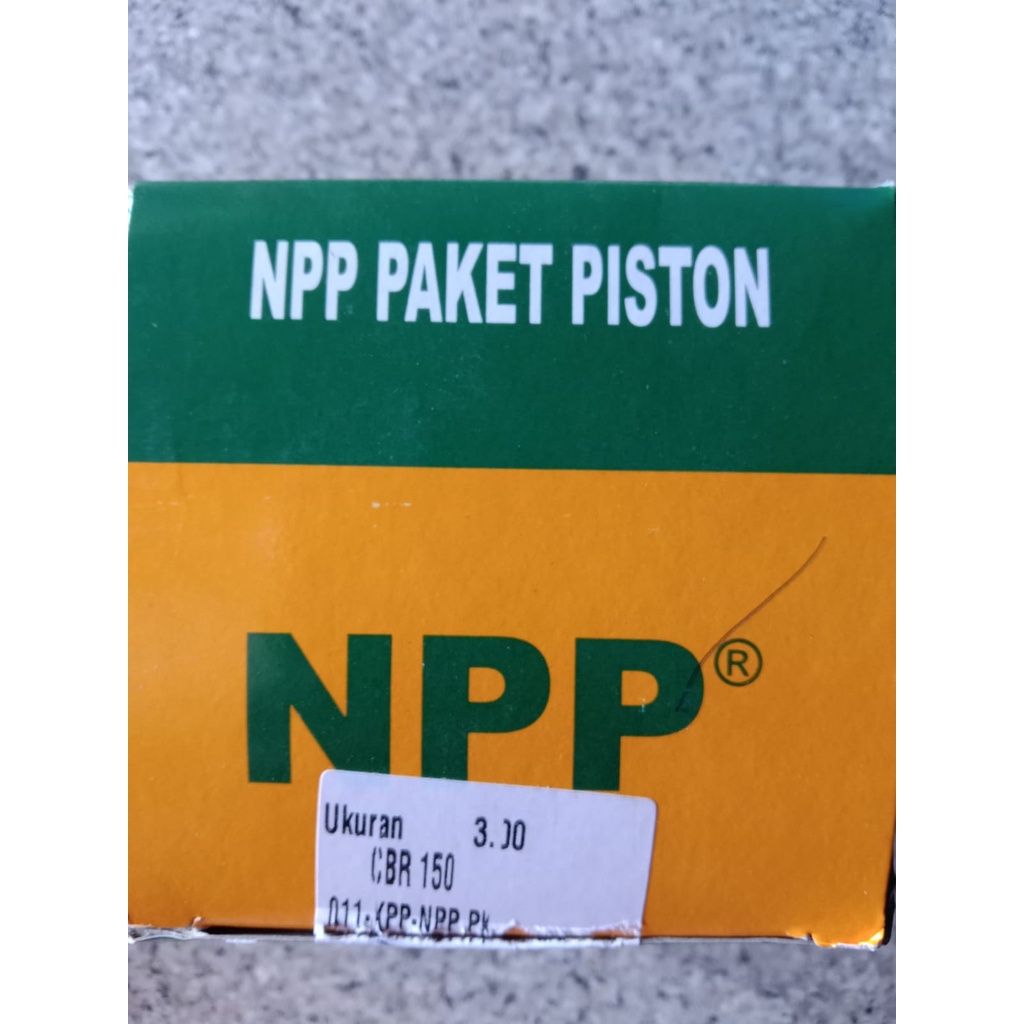 NPP PAKET PISTON
NPP®
Ukuran 3.00
CBR 150